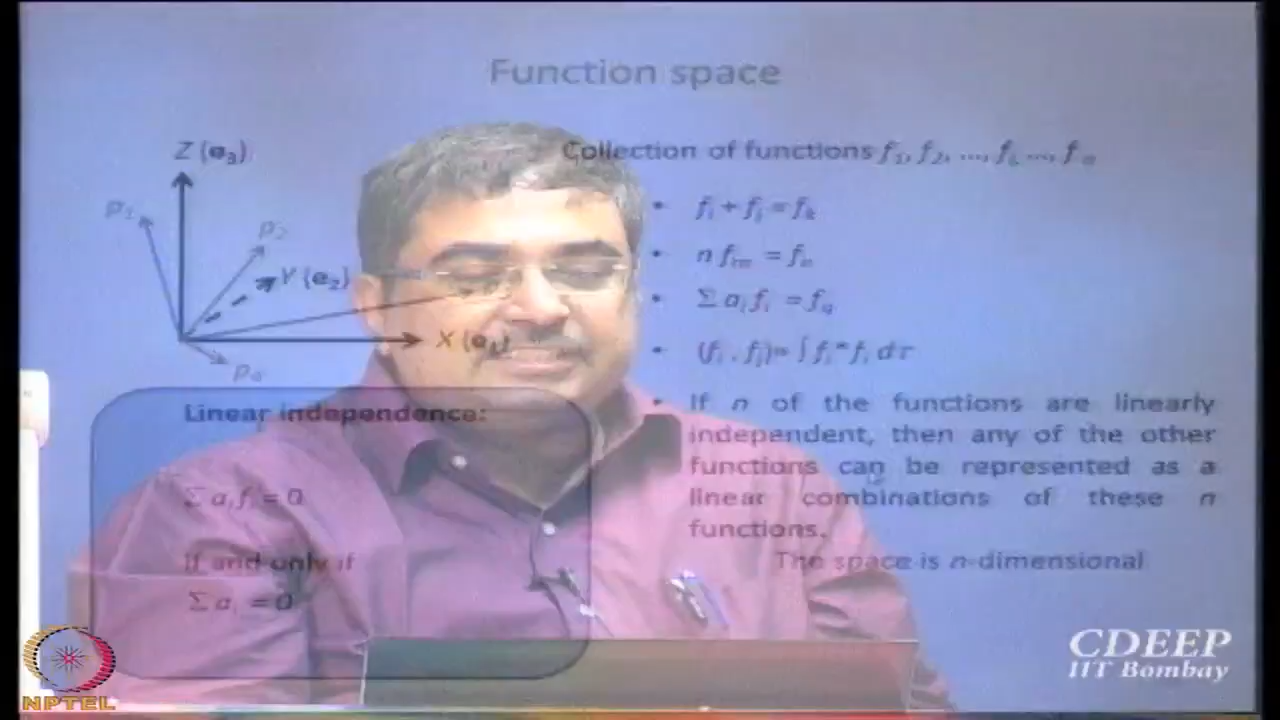 Function space
Z (e₃)
p₁
p₂
Y (e₂)
X (e₁)
p₄
Collection of functions f₁, f₂, ..., fᵢ, ..., fₙ
• fᵢ + fⱼ = fₖ
• n fₘ = fₙ
• Σ aᵢ fᵢ = f_q
• (fᵢ . fⱼ)= ∫ fᵢ* fⱼ dτ
• If n of the functions are linearly
independent, then any of the other
functions can be represented as a
linear combinations of these n
functions.
The space is n-dimensional
Linear independence:
Σ aᵢfᵢ = 0
If and only if
Σ aᵢ = 0
NPTEL
CDEEP
IIT Bombay